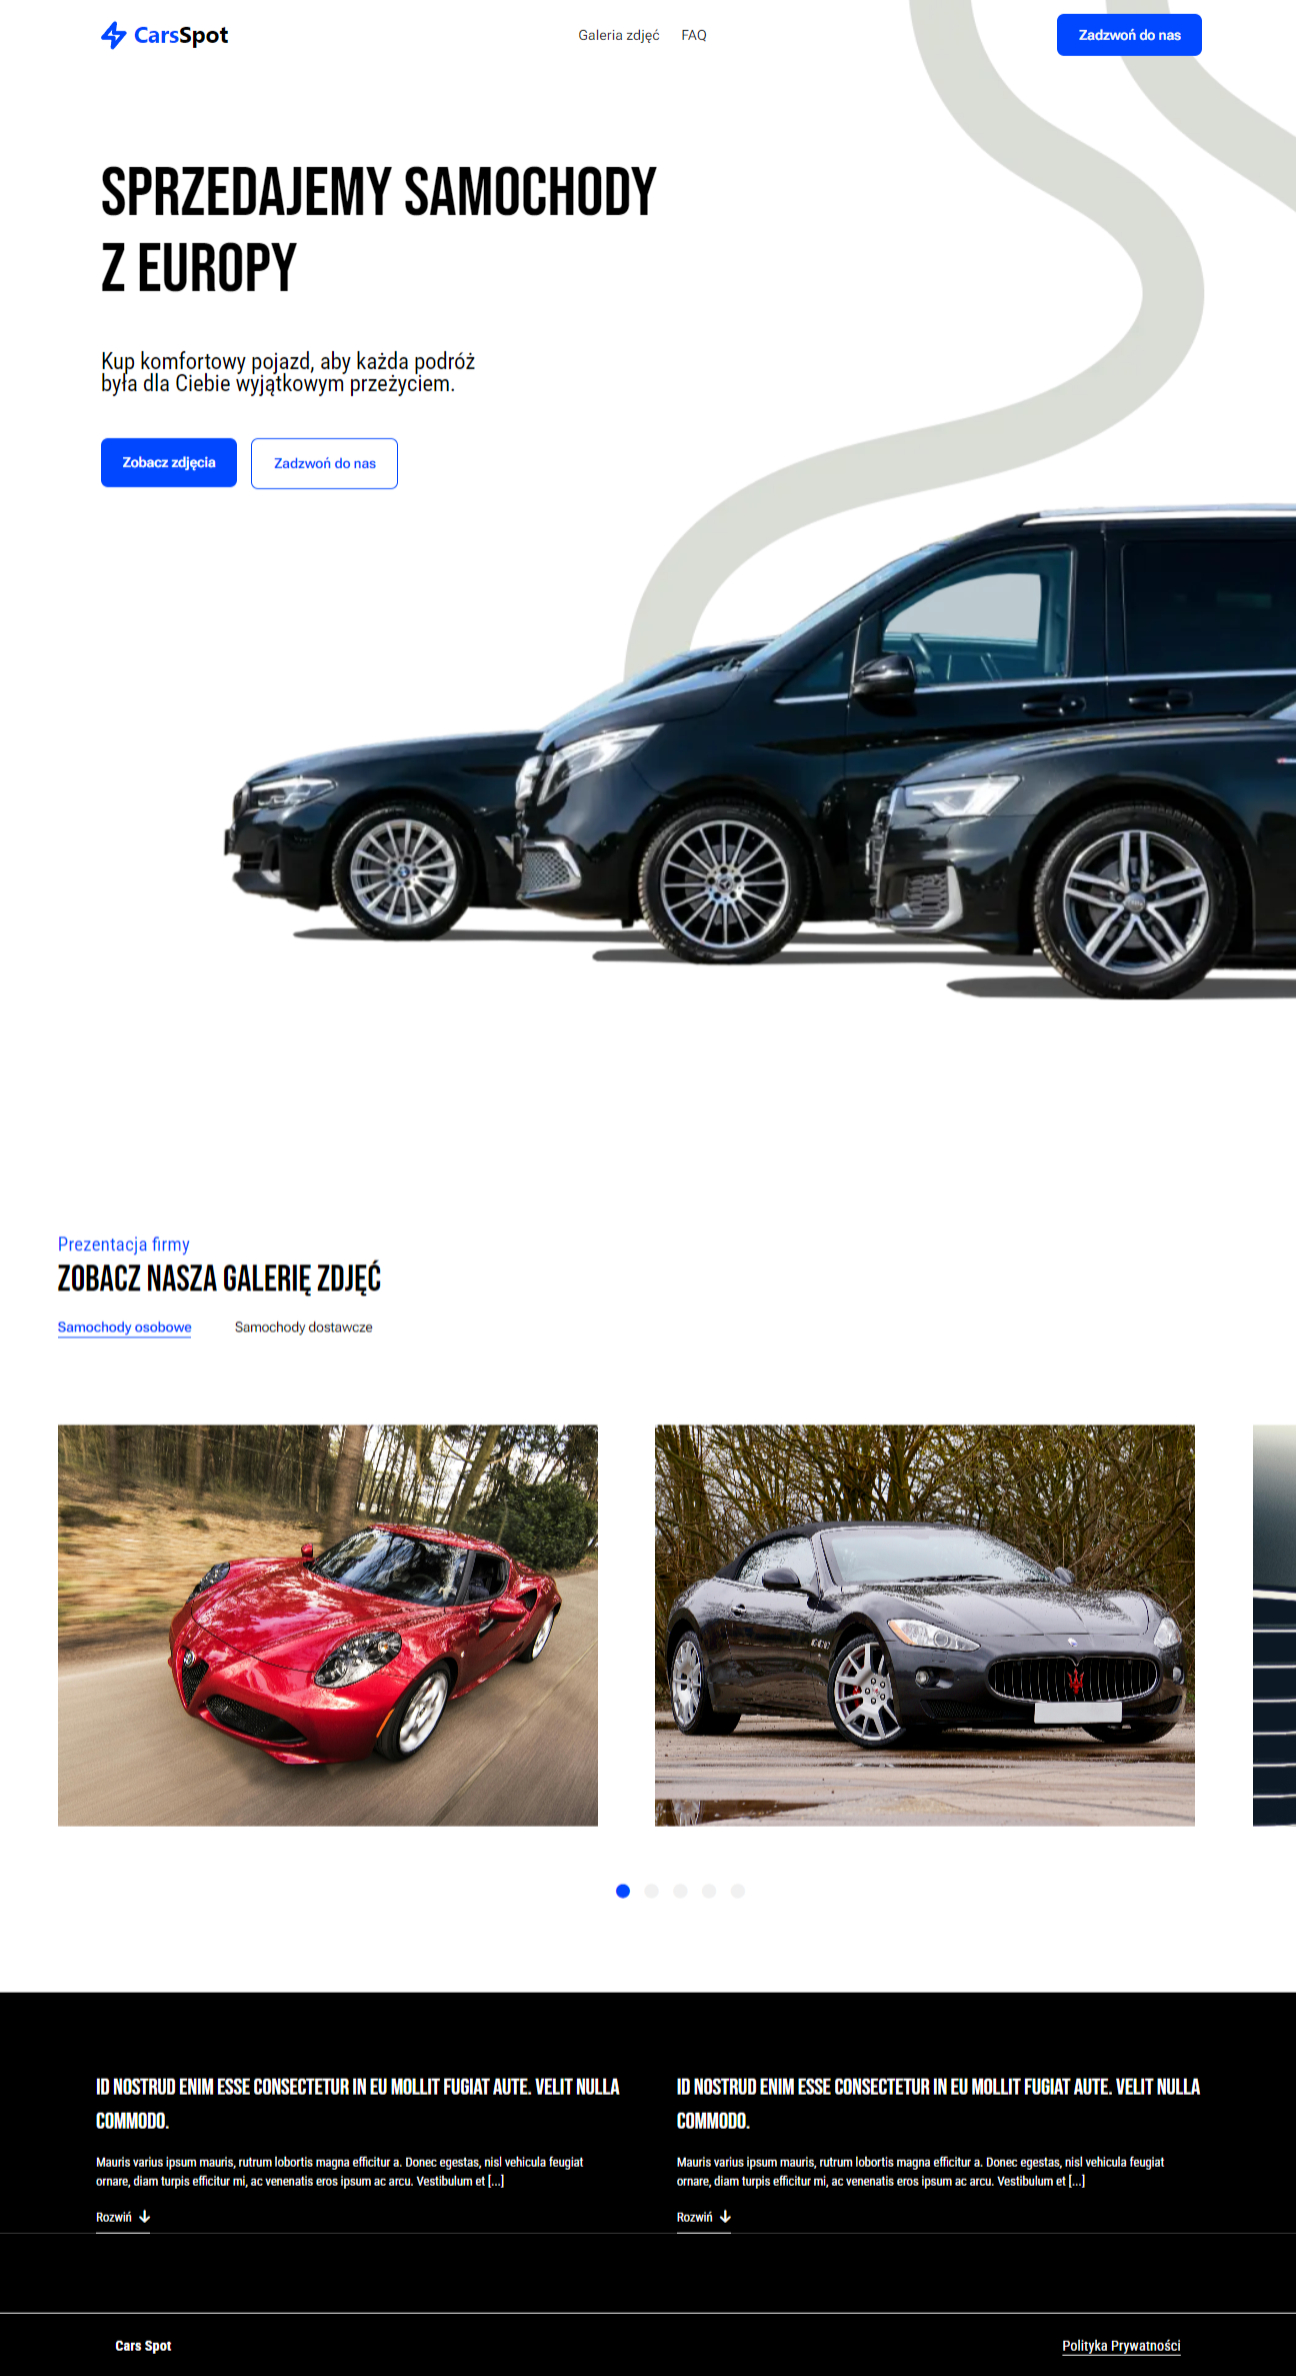 CarsSpot
Galeria zdjęć
FAQ
Zadzwoń do nas
SPRZEDAJEMY SAMOCHODY
Z EUROPY
Kup komfortowy pojazd, aby każda podróż
była dla Ciebie wyjątkowym przeżyciem.
Zobacz zdjęcia
Zadzwoń do nas
Prezentacja firmy
ZOBACZ NASZA GALERIĘ ZDJĘĆ
Samochody osobowe
Samochody dostawcze
ID NOSTRUD ENIM ESSE CONSECTETUR IN EU MOLLIT FUGIAT AUTE. VELIT NULLA
COMMODO.
Mauris varius ipsum mauris, rutrum lobortis magna efficitur a. Donec egestas, nisl vehicula feugiat
ornare, diam turpis efficitur mi, ac venenatis eros ipsum ac arcu. Vestibulum et [...]
Rozwiń
ID NOSTRUD ENIM ESSE CONSECTETUR IN EU MOLLIT FUGIAT AUTE. VELIT NULLA
COMMODO.
Mauris varius ipsum mauris, rutrum lobortis magna efficitur a. Donec egestas, nisl vehicula feugiat
ornare, diam turpis efficitur mi, ac venenatis eros ipsum ac arcu. Vestibulum et [...]
Rozwiń
Cars Spot
Polityka Prywatności